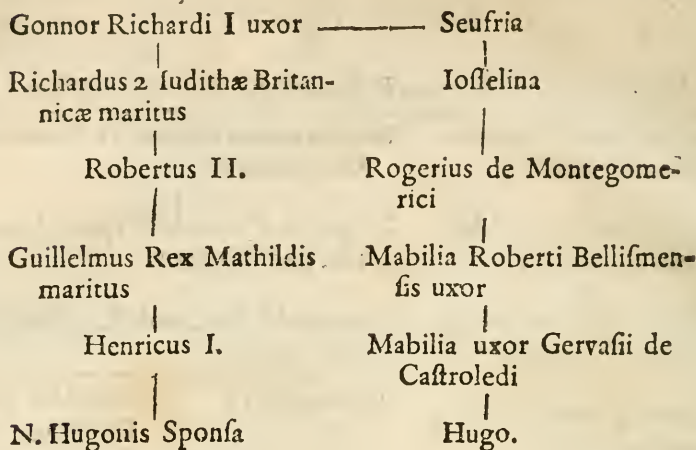 Gonnor Richardi I uxor
Seufria
Richardus 2 Iudithæ Britan-
nicæ maritus
Ioſſelina
Robertus II.
Rogerius de Montegome-
rici
Guillelmus Rex Mathildis
maritus
Mabilia Roberti Belliſmen-
ſis uxor
Henricus I.
Mabilia uxor Gervaſii de
Caſtroledi
N. Hugonis Sponſa
Hugo.